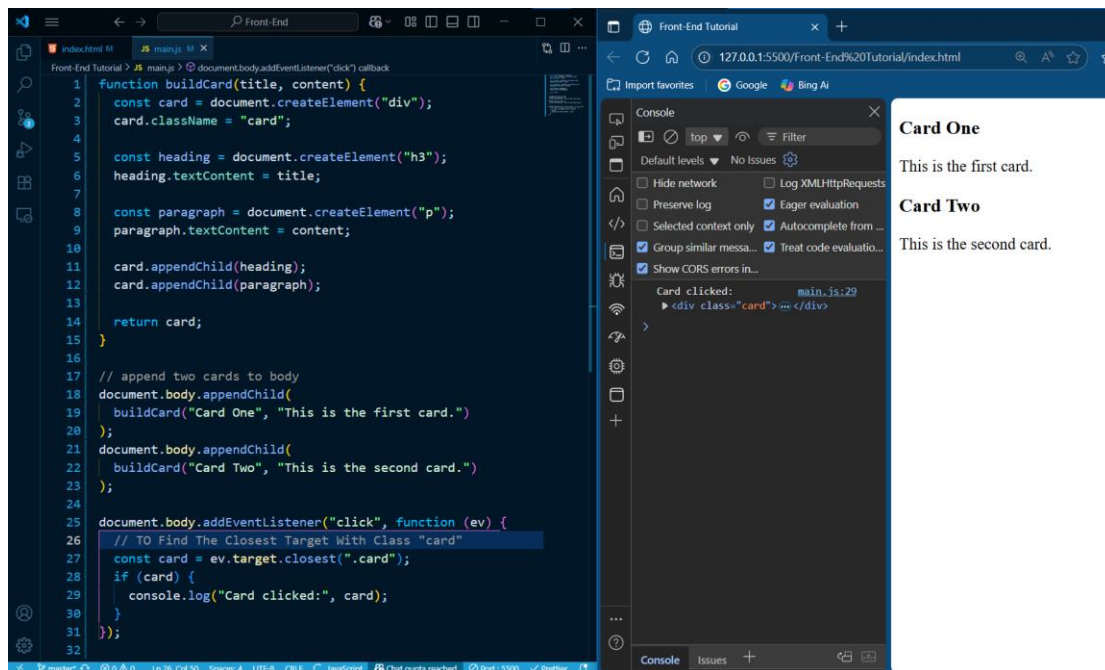 Front-End
index.html M
JS main.js M
Front-End Tutorial > JS main.js > document.body.addEventListener("click") callback
1 function buildCard(title, content) {
2 const card = document.createElement("div");
3 card.className = "card";
4
5 const heading = document.createElement("h3");
6 heading.textContent = title;
7
8 const paragraph = document.createElement("p");
9 paragraph.textContent = content;
10
11 card.appendChild(heading);
12 card.appendChild(paragraph);
13
14 return card;
15 }
16
17 // append two cards to body
18 document.body.appendChild(
19 buildCard("Card One", "This is the first card.")
20 );
21 document.body.appendChild(
22 buildCard("Card Two", "This is the second card.")
23 );
24
25 document.body.addEventListener("click", function (ev) {
26 // TO Find The Closest Target With Class "card"
27 const card = ev.target.closest(".card");
28 if (card) {
29 console.log("Card clicked:", card);
30 }
31 });
32
master* 0 0 0 Ln 26, Col 50 Spaces: 4 UTF-8 CRLF JavaScript Chat quota reached Port : 5500 Prettier
Front-End Tutorial
127.0.0.1:5500/Front-End%20Tutorial/index.html
Import favorites Google Bing Ai
Console
top Filter
Default levels No Issues
Hide network Log XMLHttpRequests
Preserve log Eager evaluation
Selected context only Autocomplete from ...
Group similar messa... Treat code evaluatio...
Show CORS errors in...
Card clicked: main.js:29
<div class="card"> ... </div>
>
Console Issues
Card One
This is the first card.
Card Two
This is the second card.